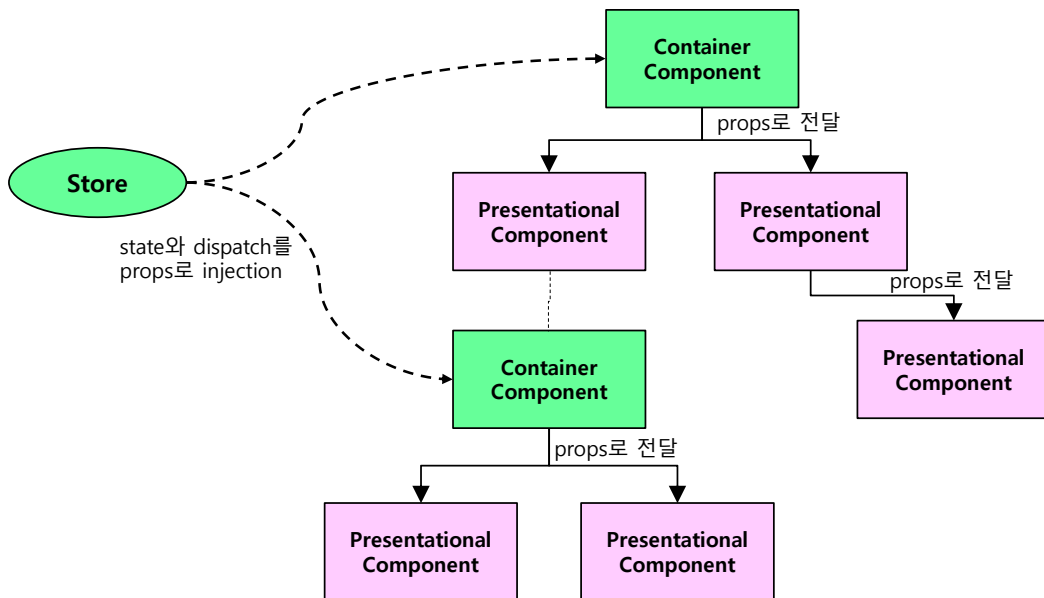 Container
Component
props로 전달
Store
Presentational
Component
Presentational
Component
state와 dispatch를
props로 injection
props로 전달
Container
Component
Presentational
Component
props로 전달
Presentational
Component
Presentational
Component